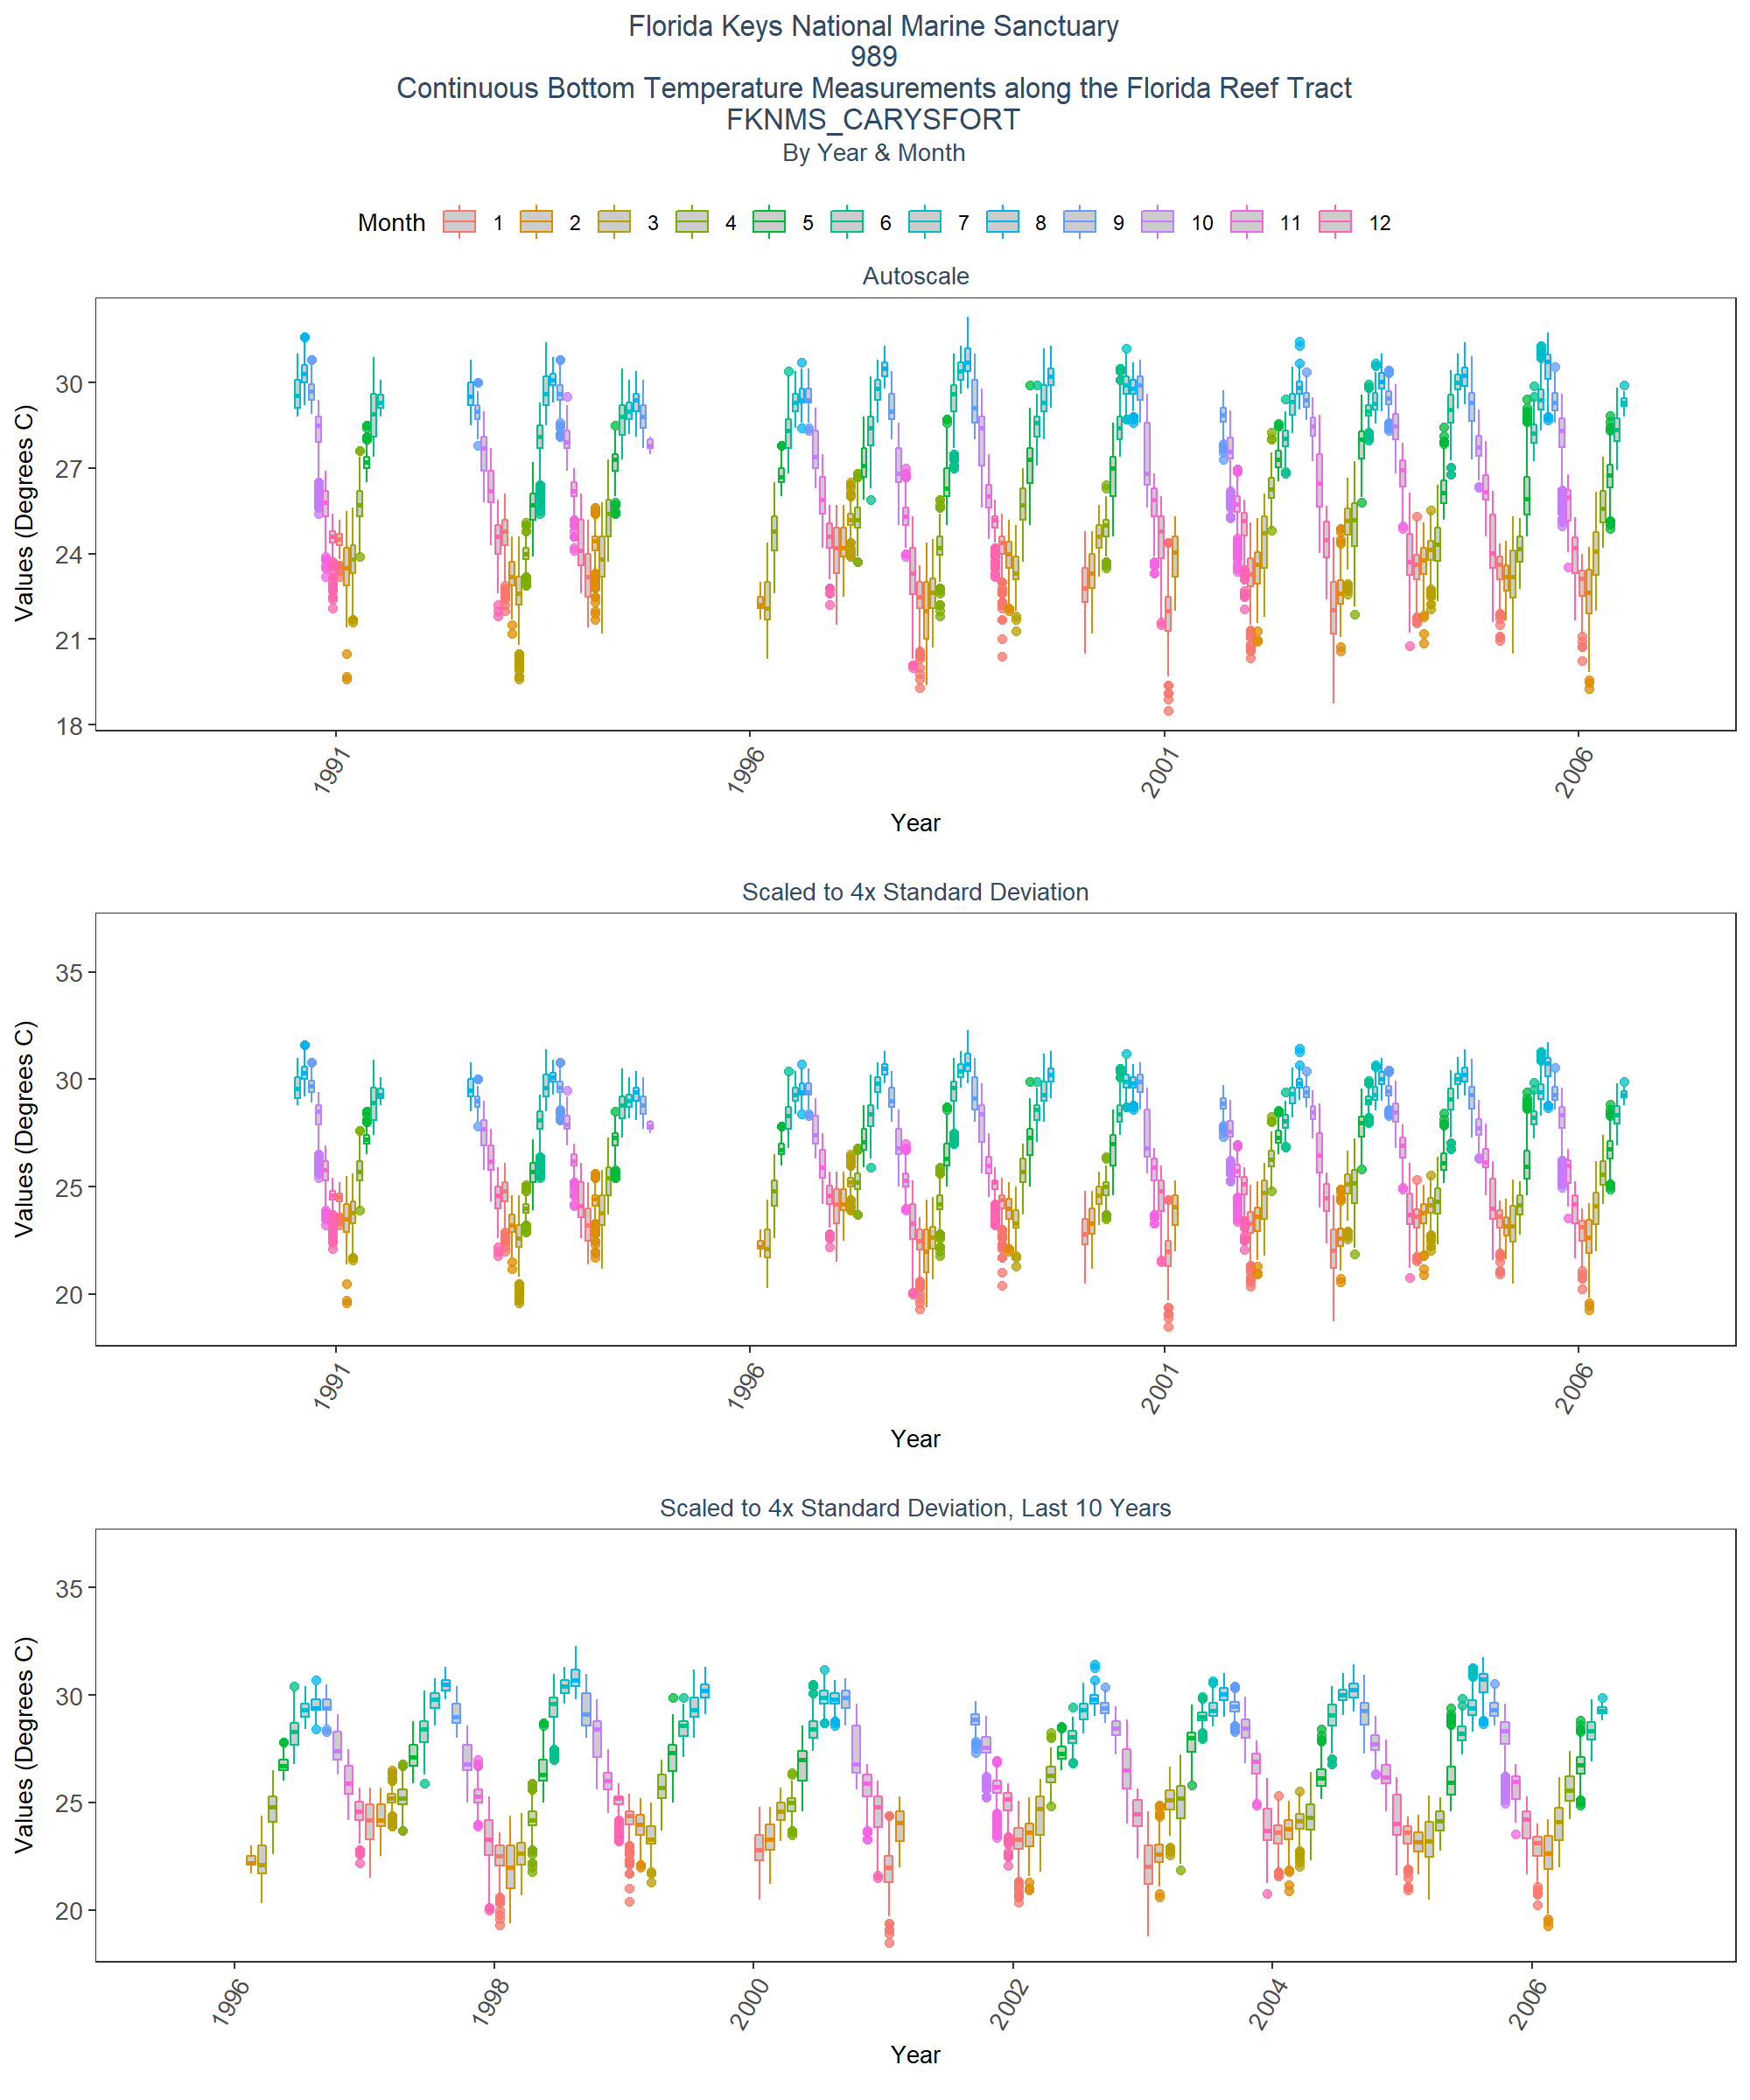 Florida Keys National Marine Sanctuary
989
Continuous Bottom Temperature Measurements along the Florida Reef Tract
FKNMS_CARYSFORT
By Year & Month
Month 1 2 3 4 5 6 7 8 9 10 11 12
Autoscale
Values (Degrees C)
30
27
24
21
18
1991 1996 2001 2006
Year
Scaled to 4x Standard Deviation
Values (Degrees C)
35
30
25
20
1991 1996 2001 2006
Year
Scaled to 4x Standard Deviation, Last 10 Years
Values (Degrees C)
35
30
25
20
1996 1998 2000 2002 2004 2006
Year